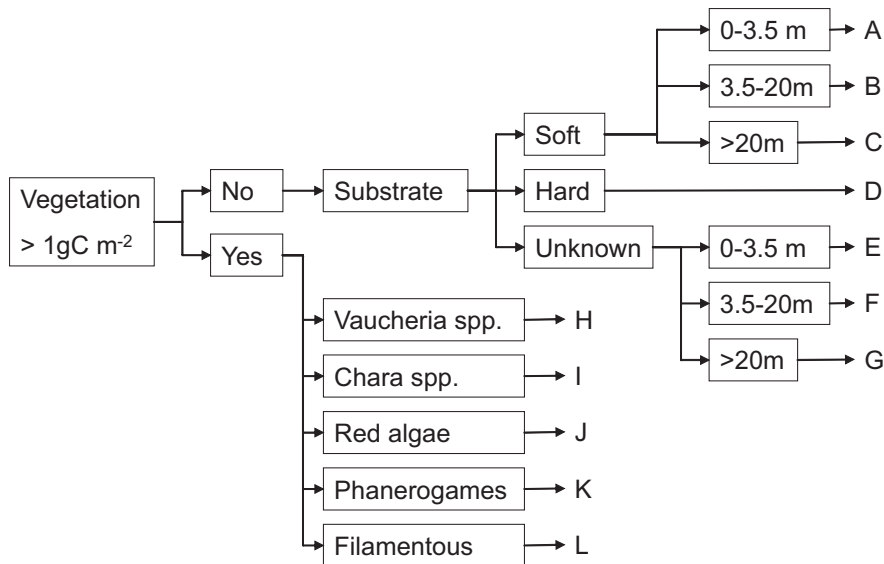 0-3.5 m A
3.5-20m B
Soft
>20m C
No Substrate Hard D
Vegetation
> 1gC m-2
Yes Unknown 0-3.5 m E
Vaucheria spp. H 3.5-20m F
Chara spp. I >20m G
Red algae J
Phanerogames K
Filamentous L